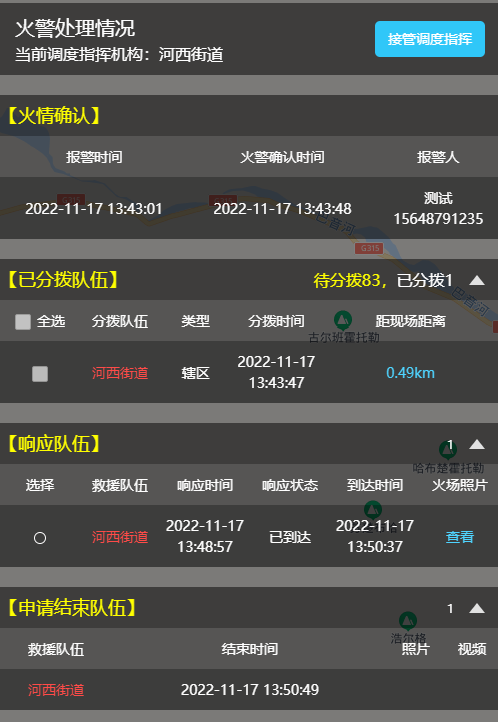 火警处理情况
当前调度指挥机构：河西街道
接管调度指挥
【火情确认】
报警时间 火警确认时间 报警人
2022-11-17 13:43:01 2022-11-17 13:43:48 测试
15648791235
G315
巴音河
G315
【已分拨队伍】 待分拨83，已分拨1
巴音河
全选 分拨队伍 类型 分拨时间 距现场距离
古尔班霍托勒
河西街道 辖区 2022-11-17
13:43:47 0.49km
【响应队伍】 1
哈布楚霍托勒
选择 救援队伍 响应时间 响应状态 到达时间 火场照片
河西街道 2022-11-17
13:48:57 已到达 2022-11-17
13:50:37 查看
【申请结束队伍】 1
浩尔格
救援队伍 结束时间 照片 视频
河西街道 2022-11-17 13:50:49